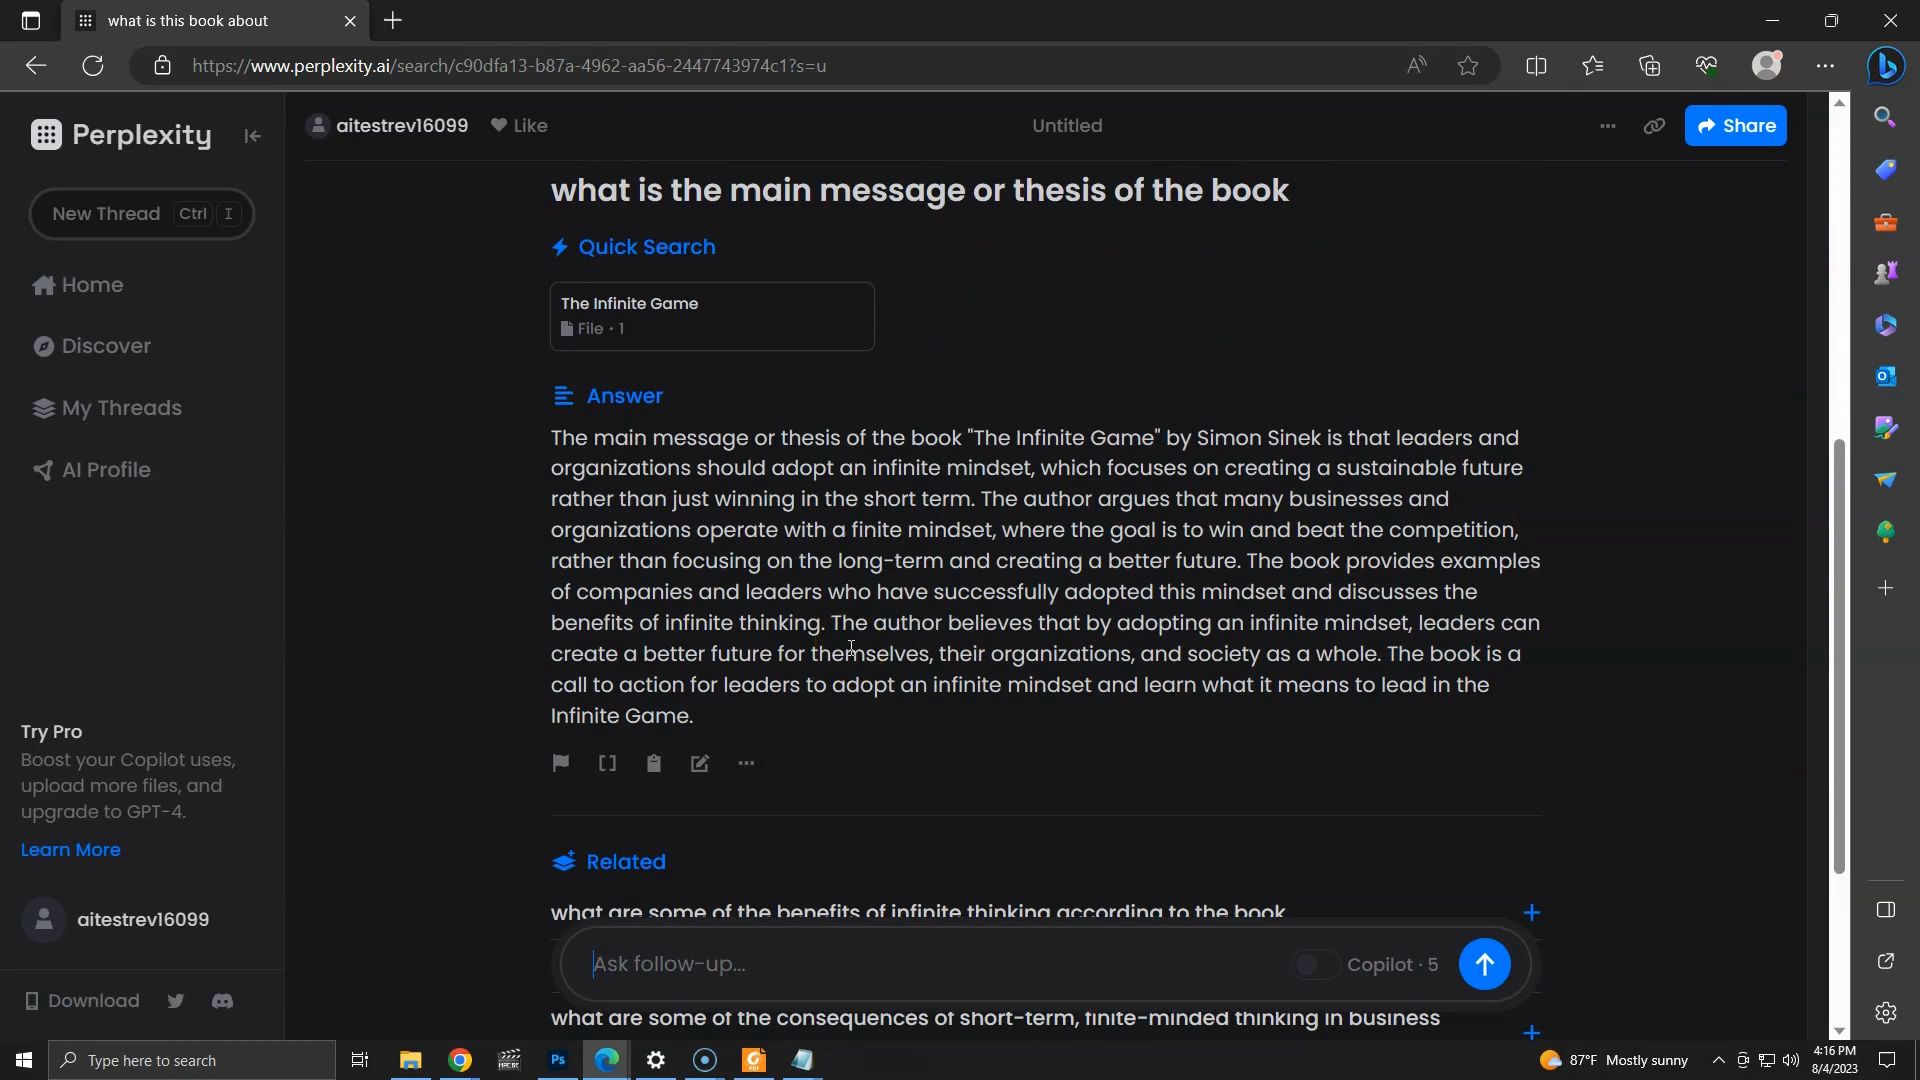 what is this book about
https://www.perplexity.ai/search/c90dfa13-b87a-4962-aa56-2447743974c1?s=u
Perplexity
New Thread Ctrl I
Home
Discover
My Threads
AI Profile
Try Pro
Boost your Copilot uses,
upload more files, and
upgrade to GPT-4.
Learn More
aitestrev16099
Download
aitestrev16099 Like
Untitled
Share
what is the main message or thesis of the book
Quick Search
The Infinite Game
File · 1
Answer
The main message or thesis of the book "The Infinite Game" by Simon Sinek is that leaders and
organizations should adopt an infinite mindset, which focuses on creating a sustainable future
rather than just winning in the short term. The author argues that many businesses and
organizations operate with a finite mindset, where the goal is to win and beat the competition,
rather than focusing on the long-term and creating a better future. The book provides examples
of companies and leaders who have successfully adopted this mindset and discusses the
benefits of infinite thinking. The author believes that by adopting an infinite mindset, leaders can
create a better future for themselves, their organizations, and society as a whole. The book is a
call to action for leaders to adopt an infinite mindset and learn what it means to lead in the
Infinite Game.
Related
what are some of the benefits of infinite thinking according to the book
Ask follow-up...
Copilot · 5
what are some of the consequences of short-term, finite-minded thinking in business
Type here to search
Ps
87°F Mostly sunny
4:16 PM
8/4/2023